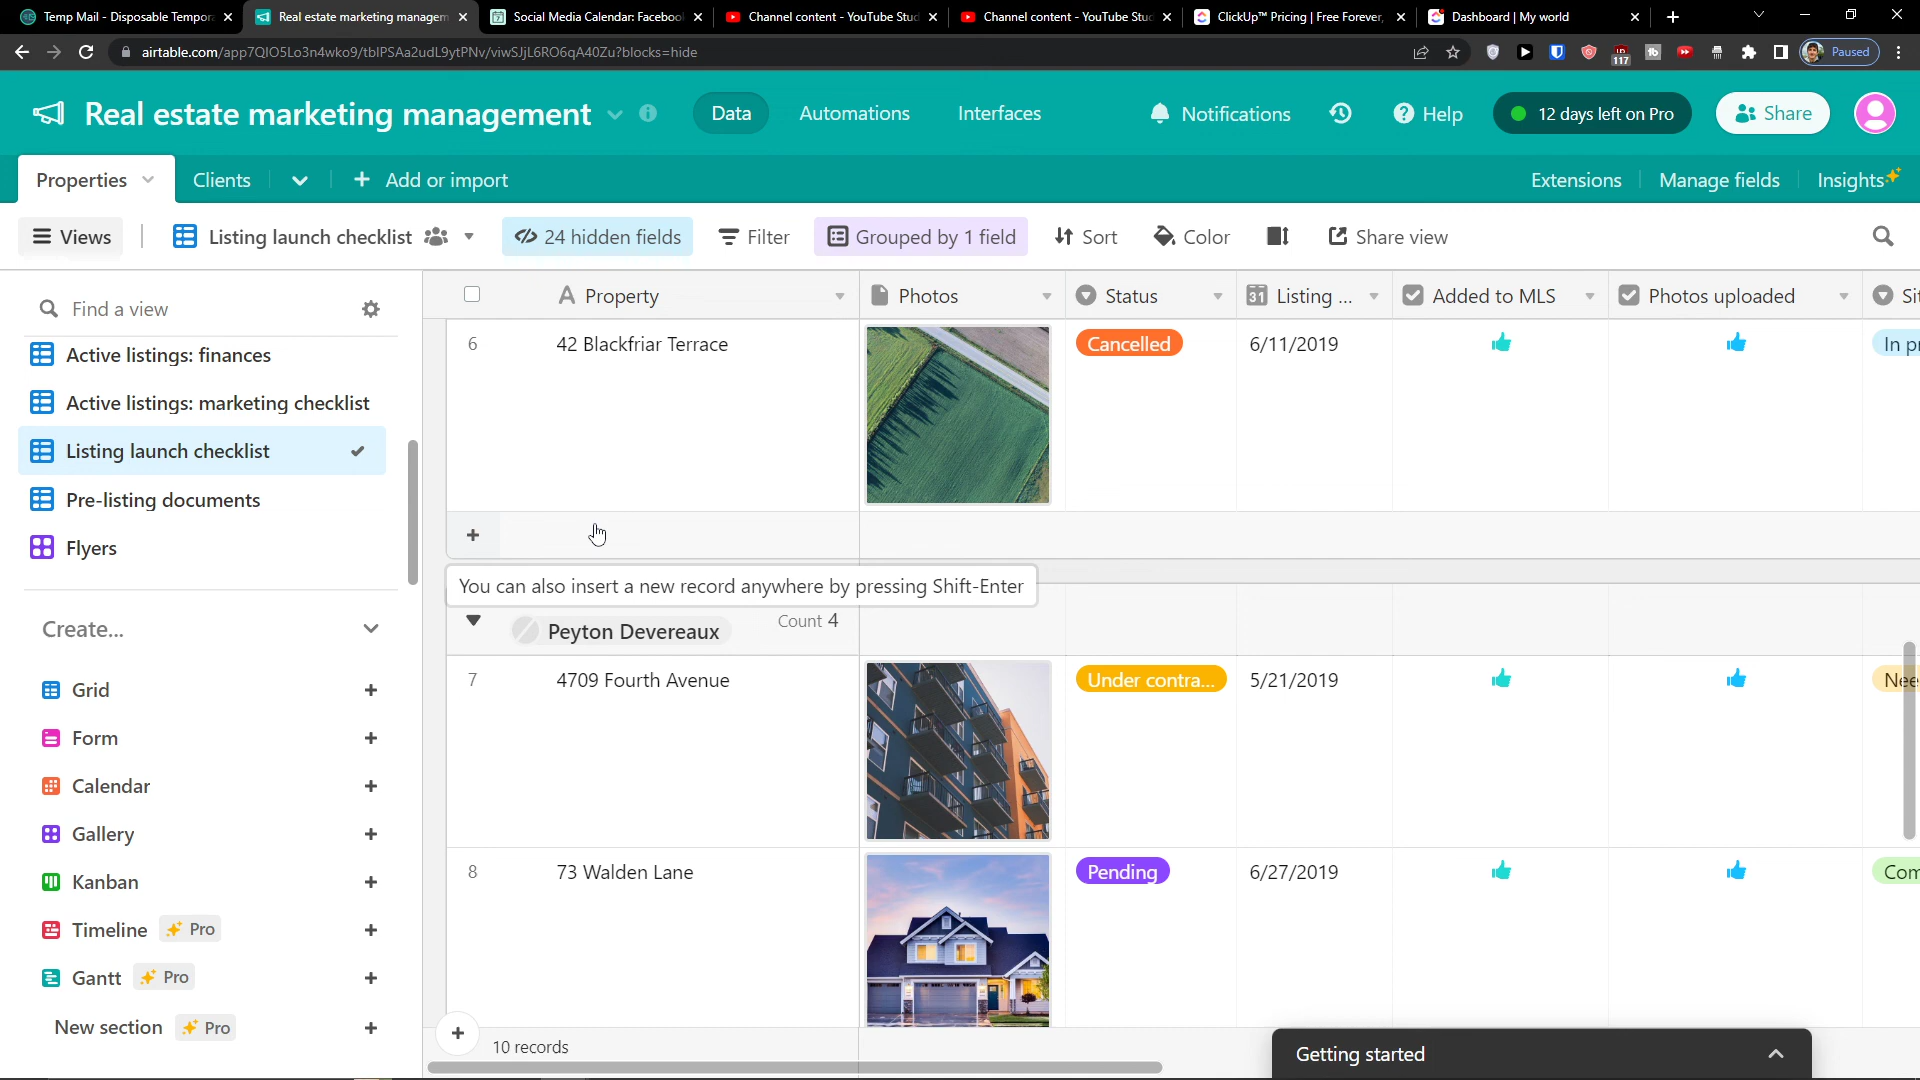 Temp Mail - Disposable Tempora
Real estate marketing managem
Social Media Calendar: Facebook
Channel content - YouTube Stud
Channel content - YouTube Stud
ClickUp™ Pricing | Free Forever,
Dashboard | My world
airtable.com/app7QIO5Lo3n4wko9/tblPSAa2udL9ytPNv/viwSJjL6RO6qA40Zu?blocks=hide
117
Paused
Real estate marketing management
Data
Automations
Interfaces
Notifications
Help
12 days left on Pro
Share
Properties
Clients
Add or import
Extensions
Manage fields
Insights
Views
Listing launch checklist
24 hidden fields
Filter
Grouped by 1 field
Sort
Color
Share view
Find a view
Property
Photos
Status
31
Listing ...
Added to MLS
Photos uploaded
Sit
Active listings: finances
Active listings: marketing checklist
Listing launch checklist
Pre-listing documents
Flyers
6
42 Blackfriar Terrace
Cancelled
6/11/2019
In pr
You can also insert a new record anywhere by pressing Shift-Enter
Peyton Devereaux
Count 4
7
4709 Fourth Avenue
Under contra...
5/21/2019
Nee
8
73 Walden Lane
Pending
6/27/2019
Com
Create...
Grid
Form
Calendar
Gallery
Kanban
Timeline
Pro
Gantt
Pro
New section
Pro
10 records
Getting started